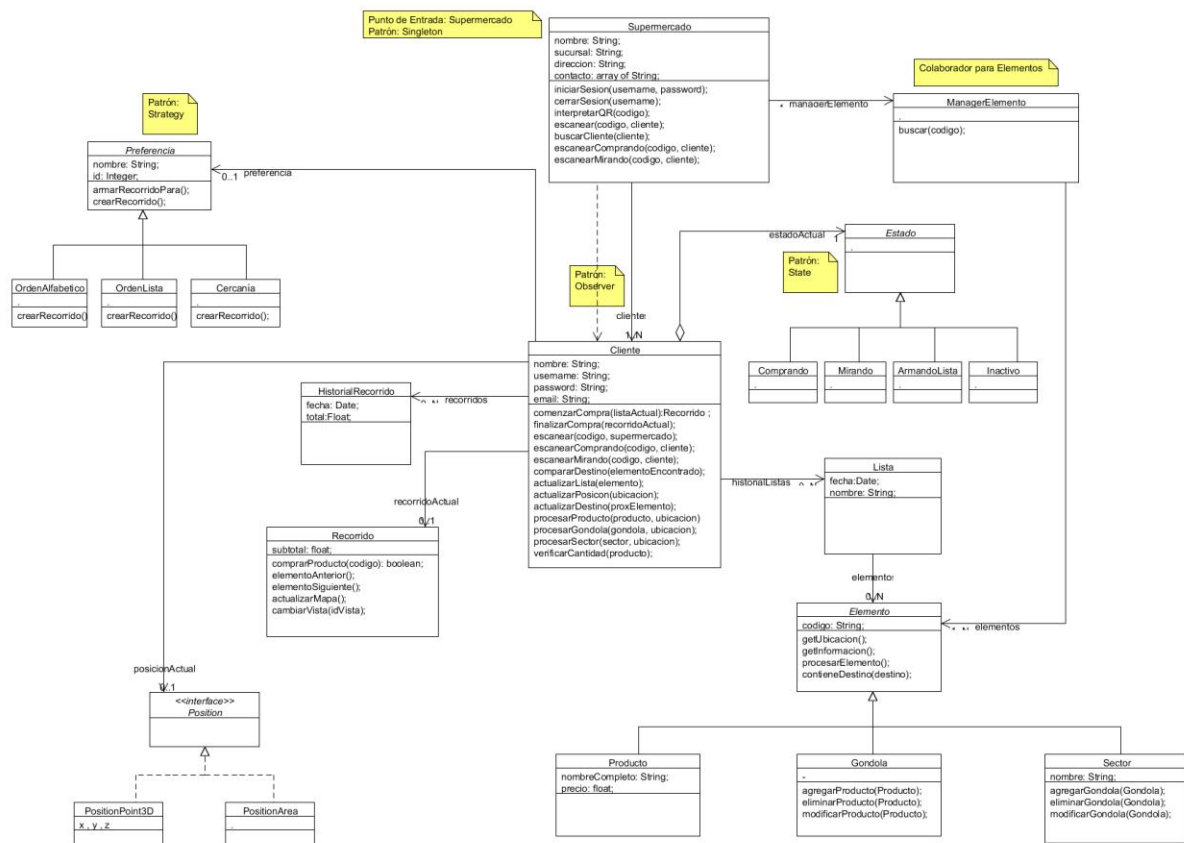 Punto de Entrada: Supermercado
Patrón: Singleton
Supermercado
nombre: String;
sucursal: String;
direccion: String;
contacto: array of String;
iniciarSesion(username, password);
cerrarSesion(username);
interpretarQR(codigo);
escanear(codigo, cliente);
buscarCliente(cliente);
escanearComprando(codigo, cliente);
escanearMirando(codigo, cliente);
managerElemento
Colaborador para Elementos
ManagerElemento
.
buscar(codigo);
Patrón:
Strategy
Preferencia
nombre: String;
id: Integer;
armarRecorridoPara();
crearRecorrido();
0..1 preferencia
OrdenAlfabetico
.
crearRecorrido()
OrdenLista
.
crearRecorrido()
Cercanía
.
crearRecorrido();
Patrón:
Observer
clientes
1..N
estadoActual 1
Patrón:
State
Estado
.
Comprando
.
Mirando
.
ArmandoLista
.
Inactivo
.
Cliente
nombre: String;
username: String;
password: String;
email: String;
comenzarCompra(listaActual):Recorrido ;
finalizarCompra(recorridoActual);
escanear(codigo, supermercado);
escanearComprando(codigo, cliente);
escanearMirando(codigo, cliente);
compararDestino(elementoEncontrado);
actualizarLista(elemento);
actualizarPosicon(ubicacion);
actualizarDestino(proxElemento);
procesarProducto(producto, ubicacion)
procesarGondola(gondola, ubicacion);
procesarSector(sector, ubicacion);
verificarCantidad(producto);
HistorialRecorrido
fecha: Date;
total:Float;
recorridos
recorridoActual
0..1
Recorrido
subtotal: float;
comprarProducto(codigo): boolean;
elementoAnterior();
elementoSiguiente();
actualizarMapa();
cambiarVista(idVista);
historialListas
Lista
fecha:Date;
nombre: String;
elementos
0..N
Elemento
codigo: String;
getUbicacion();
getInformacion();
procesarElemento();
contieneDestino(destino);
elementos
posicionActual
0..1
<<interface>>
Position
PositionPoint3D
x , y , z
PositionArea
.
Producto
nombreCompleto: String;
precio: float;
Gondola
-
agregarProducto(Producto);
eliminarProducto(Producto);
modificarProducto(Producto);
Sector
nombre: String;
agregarGondola(Gondola);
eliminarGondola(Gondola);
modificarGondola(Gondola);